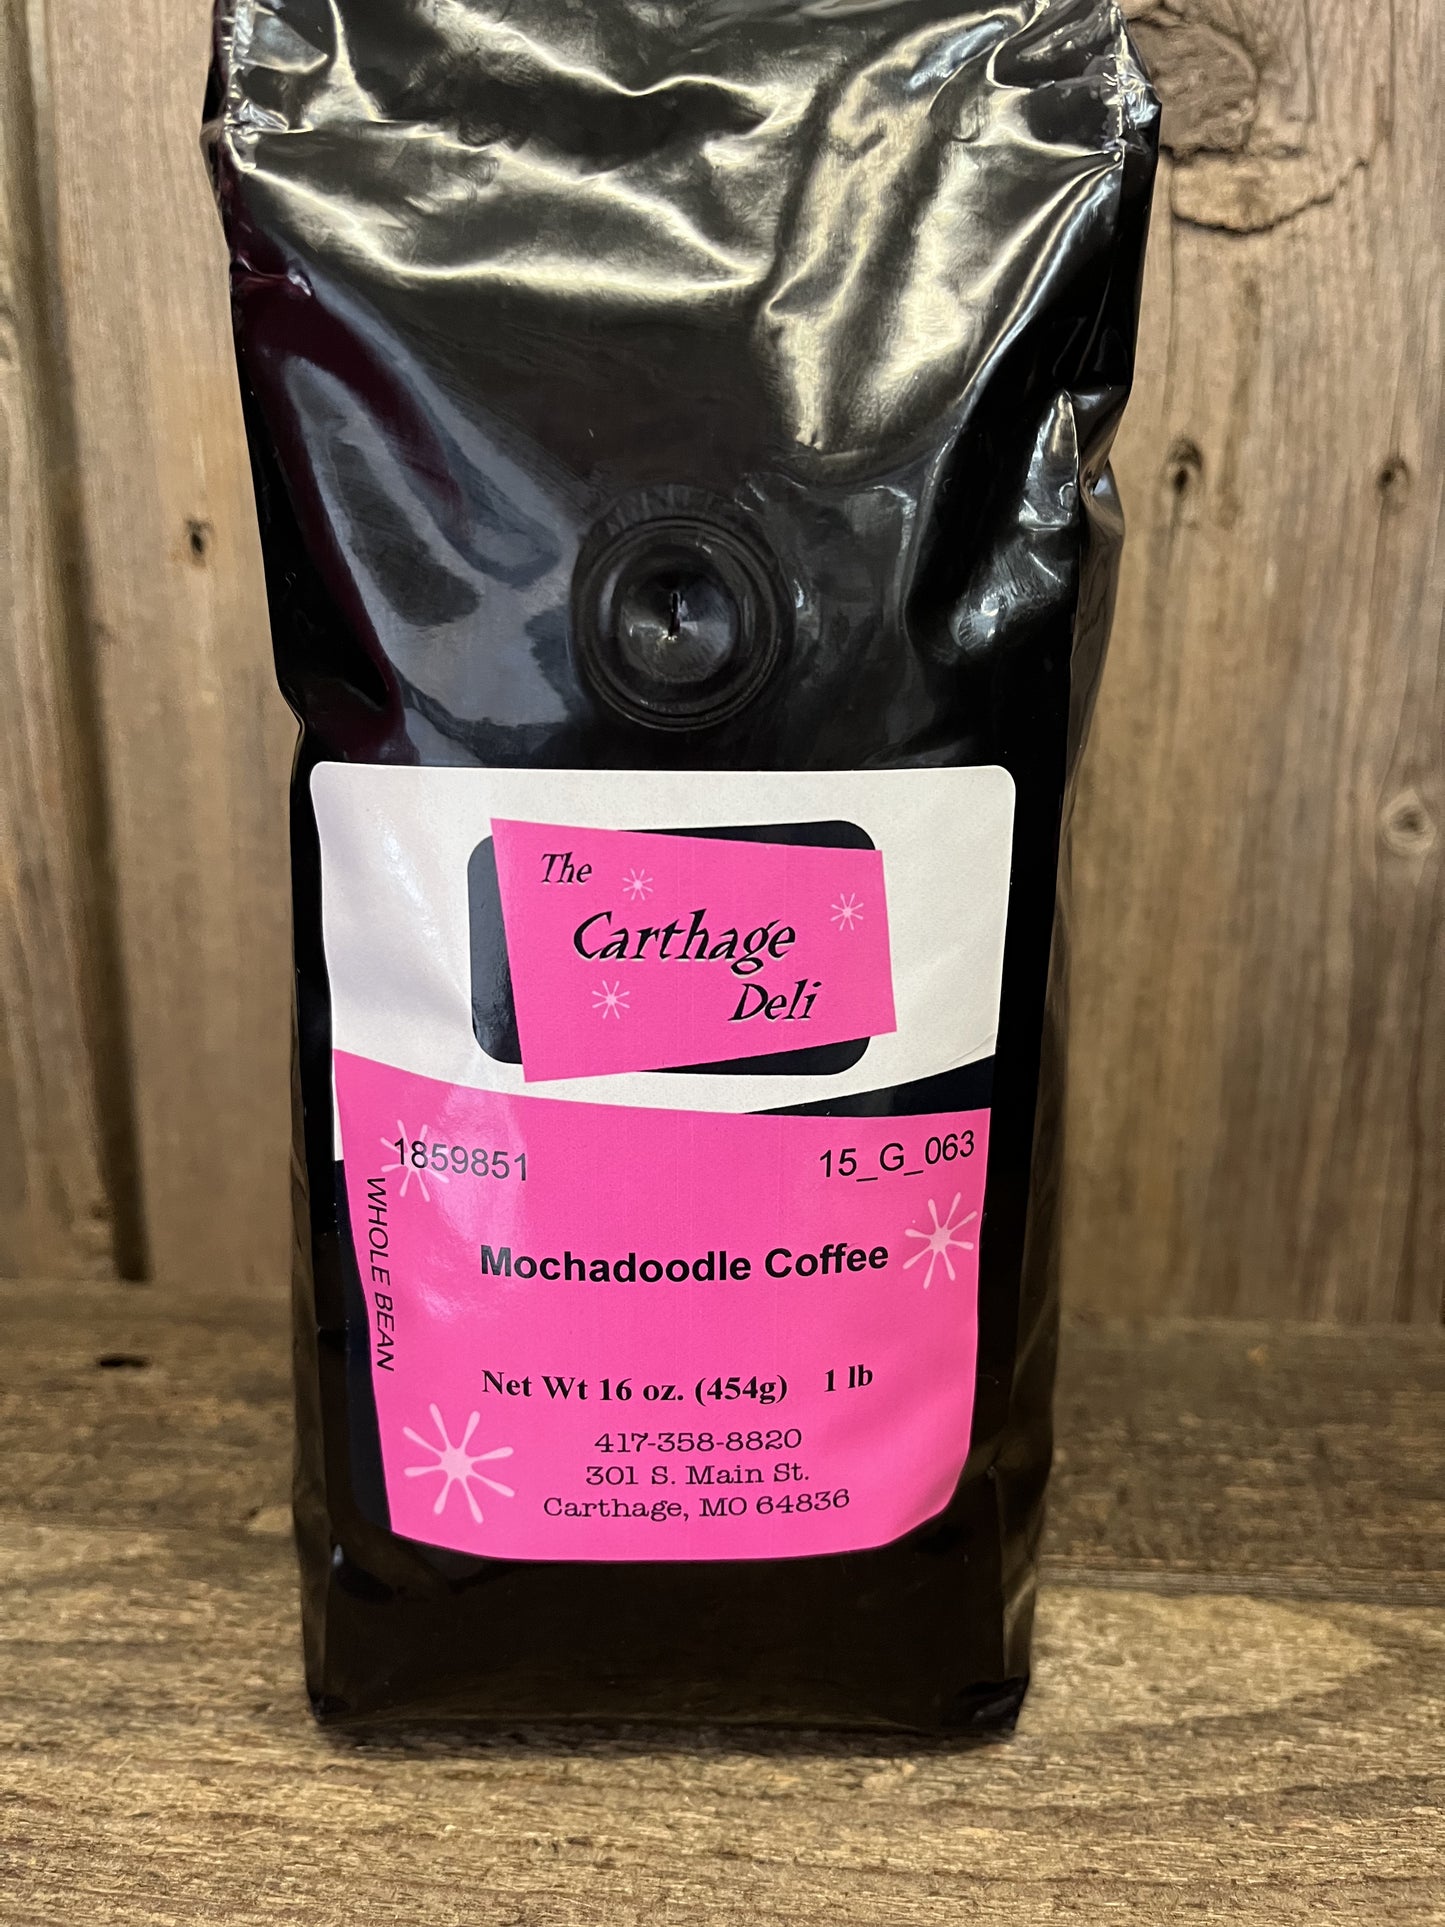 The
Carthage
Deli
1859851 15_G_063
WHOLE BEAN
Mochadoodle Coffee
Net Wt 16 oz. (454g) 1 lb
417-358-8820
301 S. Main St.
Carthage, MO 64836